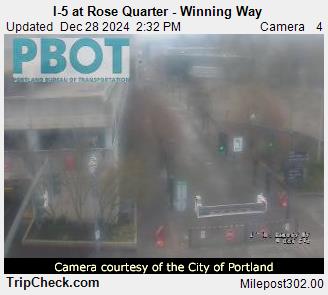 I-5 at Rose Quarter - Winning Way
Updated Dec 28 2024 2:32 PM Camera 4
PBOT
PORTLAND BUREAU OF TRANSPORTATION
Camera courtesy of the City of Portland
TripCheck.com Milepost302.00